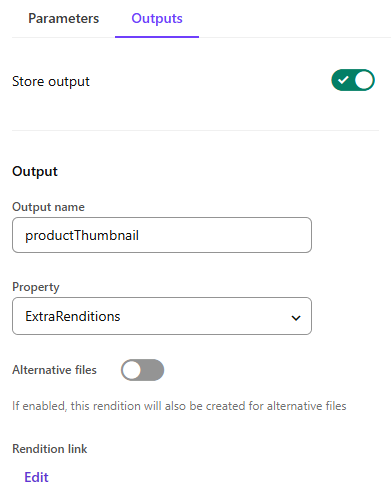 Parameters Outputs
Store output
Output
Output name
productThumbnail
Property
ExtraRenditions
Alternative files
If enabled, this rendition will also be created for alternative files
Rendition link
Edit